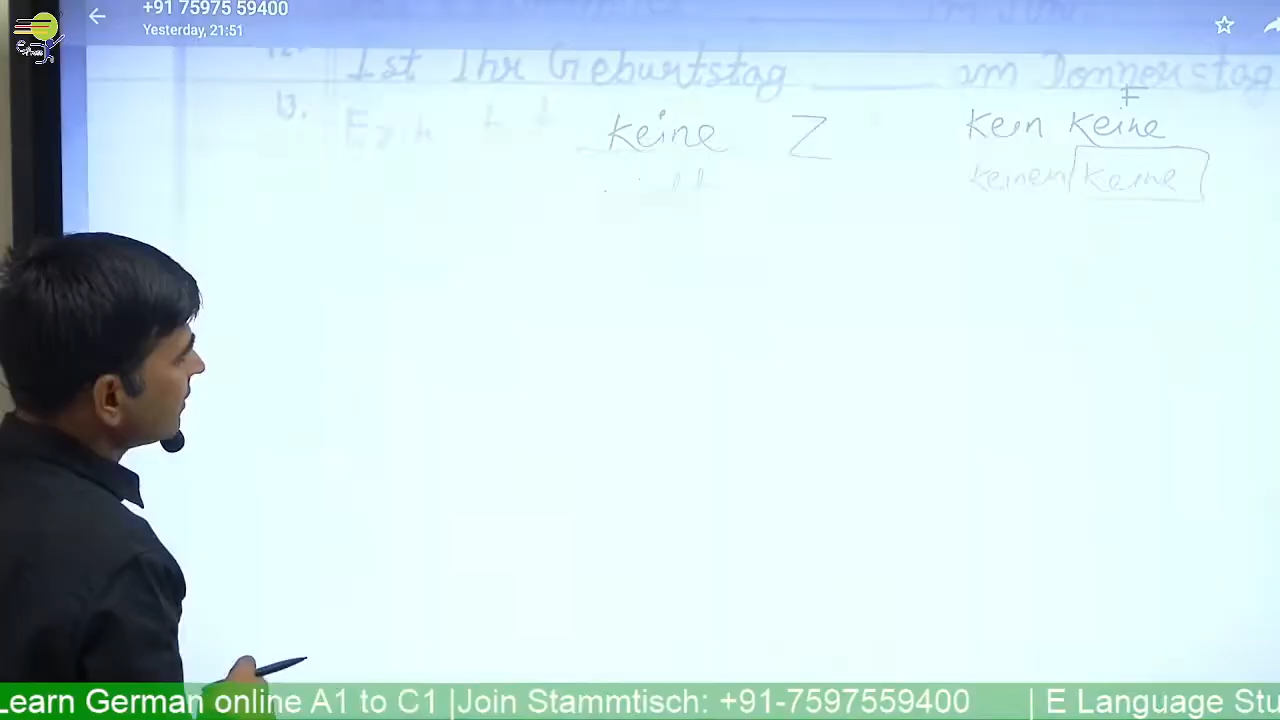 +91 75975 59400
Yesterday, 21:51
Ist Ihr Geburtstag ______ am Donnerstag
13.
F
keine Z kein keine
keinen keine
Learn German online A1 to C1 |Join Stammtisch: +91-7597559400 | E Language Stu